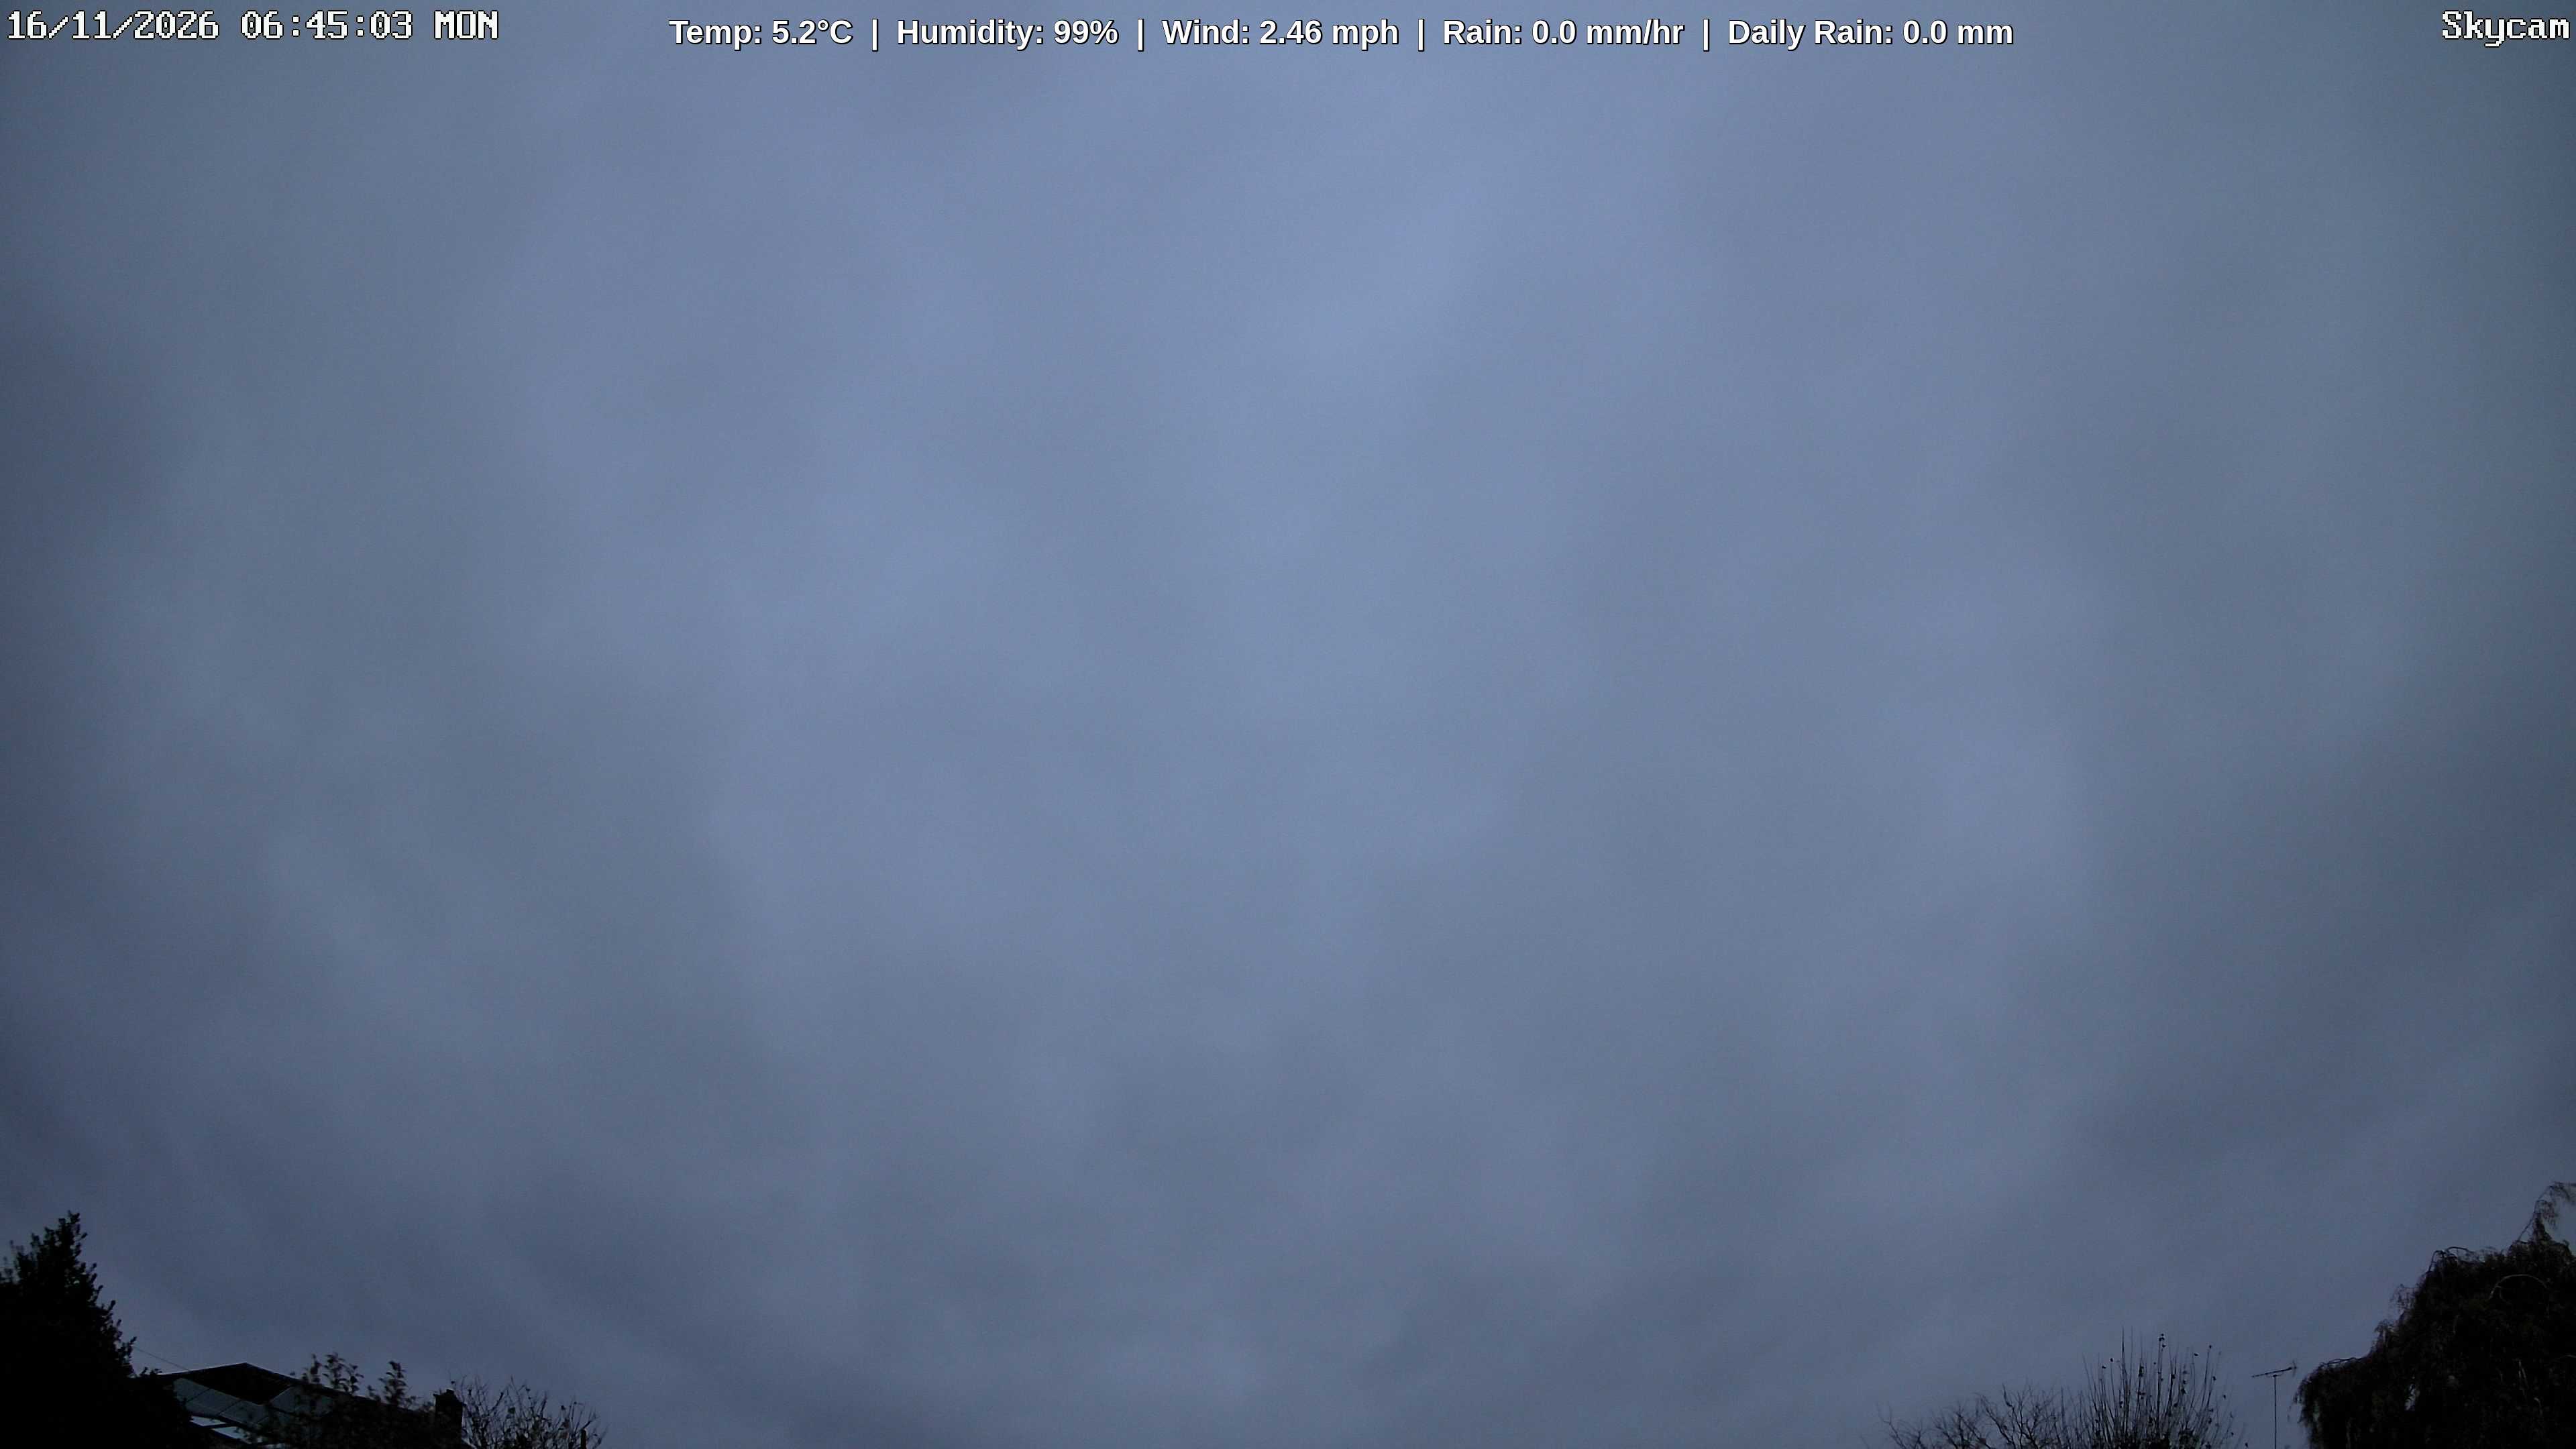 16/11/2026 06:45:03 MON
Temp: 5.2°C | Humidity: 99% | Wind: 2.46 mph | Rain: 0.0 mm/hr | Daily Rain: 0.0 mm
Skycam